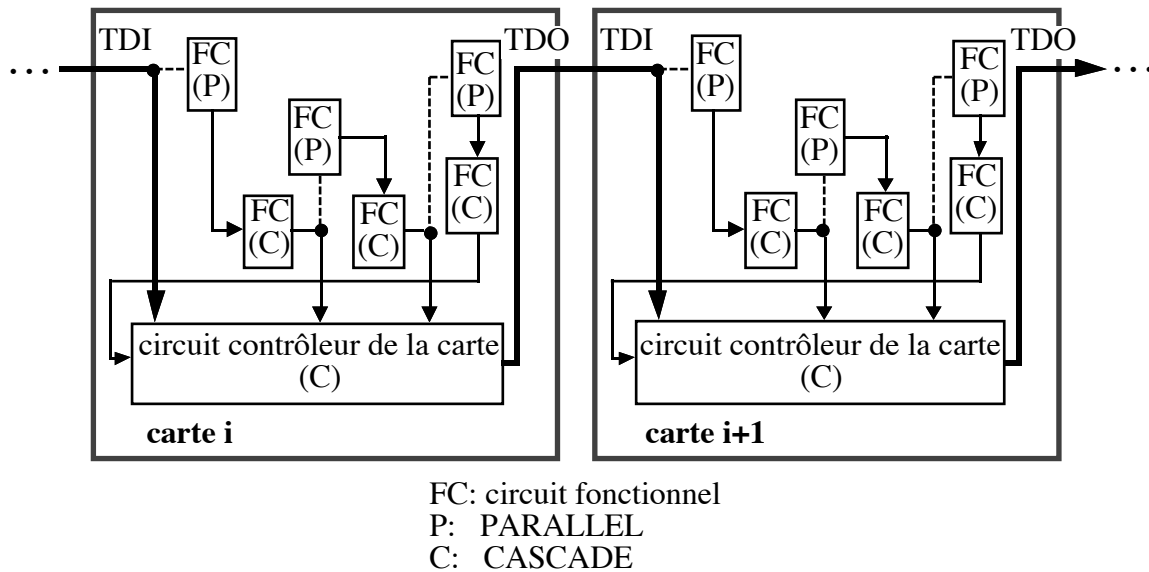 TDI
TDO
TDI
TDO
...
FC
(P)
FC
(P)
FC
(P)
FC
(P)
...
FC
(P)
FC
(P)
FC
(C)
FC
(C)
FC
(C)
FC
(C)
FC
(C)
FC
(C)
circuit contrôleur de la carte
(C)
circuit contrôleur de la carte
(C)
carte i
carte i+1
FC: circuit fonctionnel
P: PARALLEL
C: CASCADE